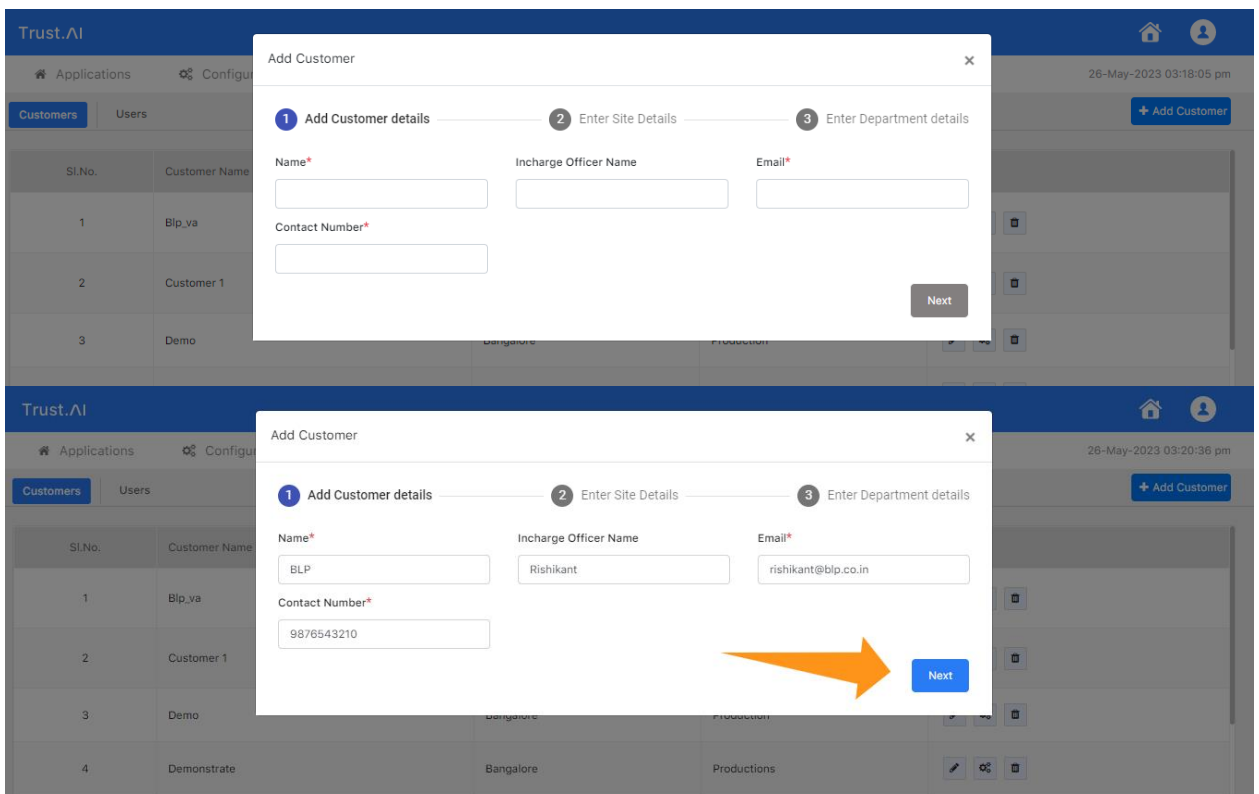 Trust.ΛI
Add Customer ×
Applications Configur 26-May-2023 03:18:05 pm
Customers Users + Add Customer
1 Add Customer details 2 Enter Site Details 3 Enter Department details
Name* Incharge Officer Name Email*
Sl.No. Customer Name
1 Blp_va
Contact Number*
2 Customer 1
Next
3 Demo Bangalore Production
Trust.ΛI
Add Customer ×
Applications Configur 26-May-2023 03:20:36 pm
Customers Users + Add Customer
1 Add Customer details 2 Enter Site Details 3 Enter Department details
Name* Incharge Officer Name Email*
Sl.No. Customer Name
BLP Rishikant rishikant@blp.co.in
1 Blp_va
Contact Number*
9876543210
2 Customer 1
Next
3 Demo Bangalore Production
4 Demonstrate Bangalore Productions